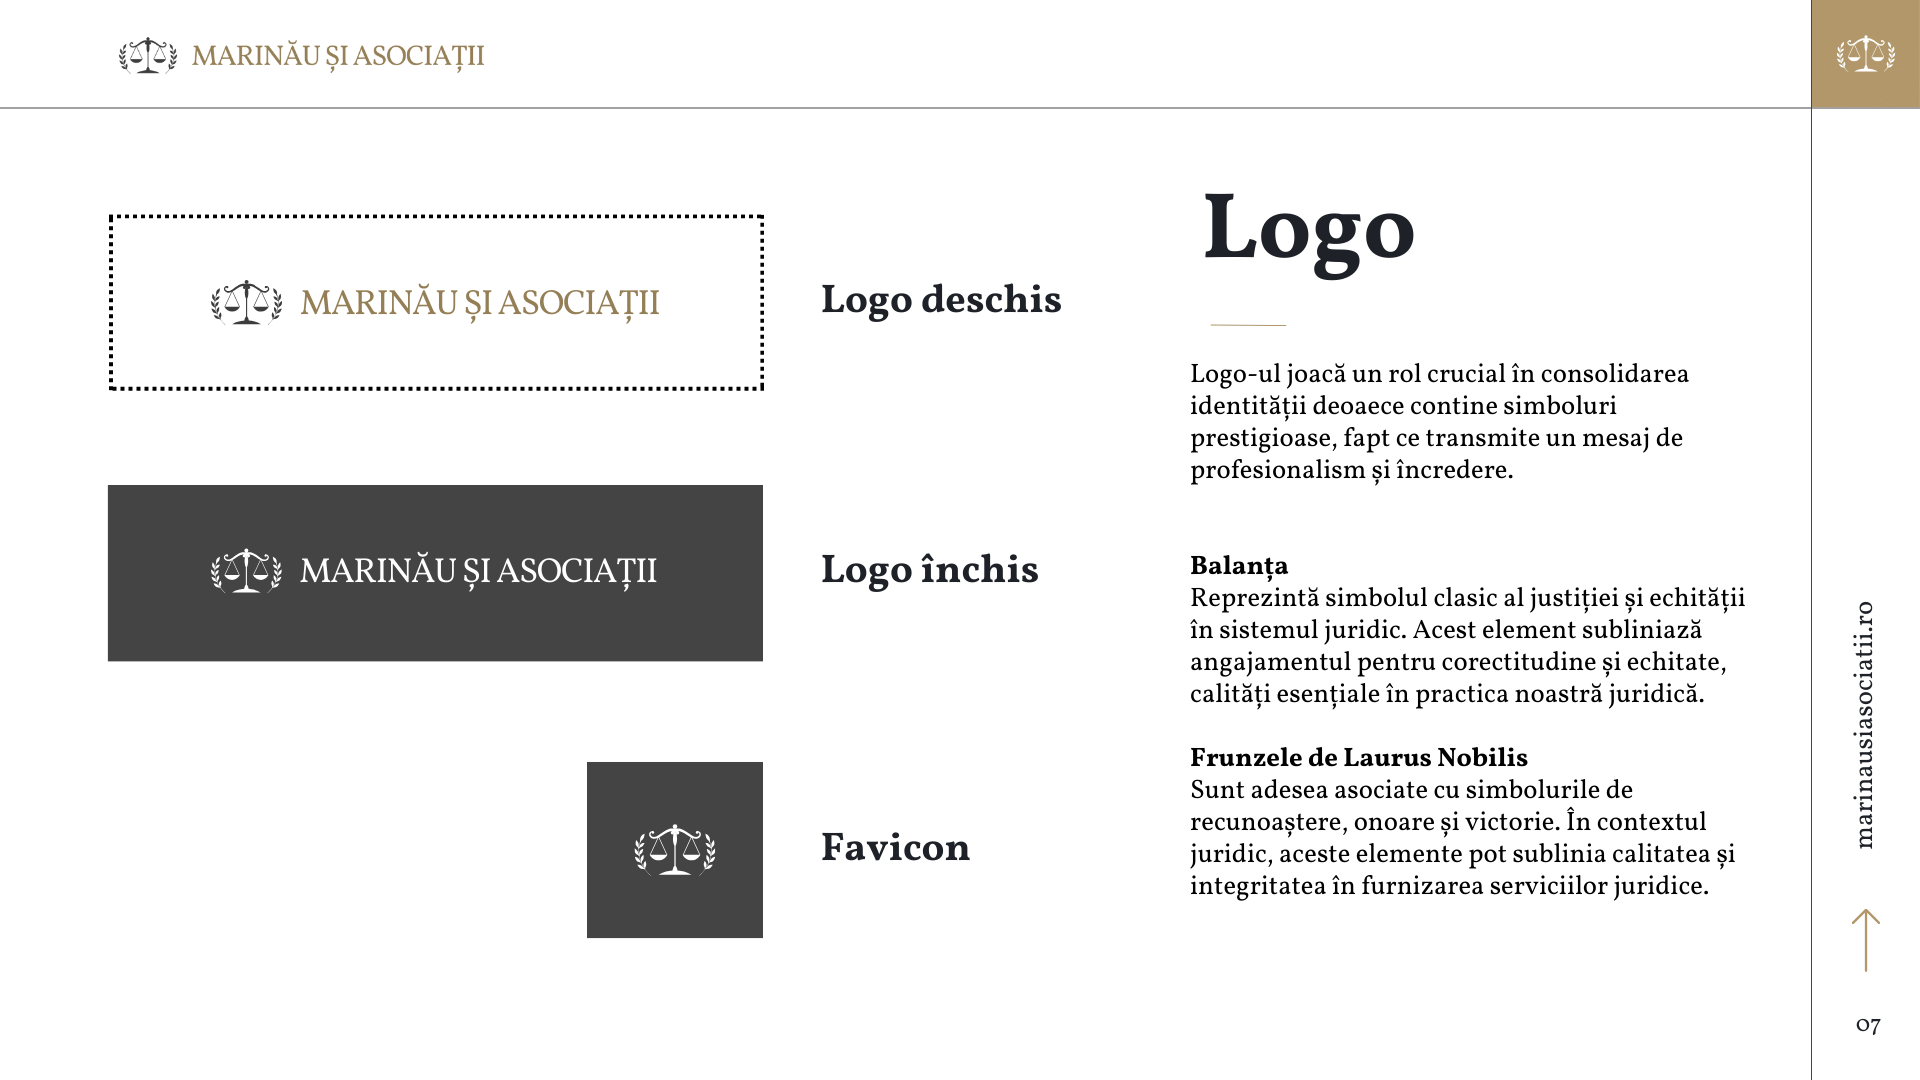 MARINĂU ȘI ASOCIAȚII
MARINĂU ȘI ASOCIAȚII
Logo deschis
MARINĂU ȘI ASOCIAȚII
Logo închis
Favicon
Logo
Logo-ul joacă un rol crucial în consolidarea
identității deoaece contine simboluri
prestigioase, fapt ce transmite un mesaj de
profesionalism și încredere.
Balanța
Reprezintă simbolul clasic al justiției și echității
în sistemul juridic. Acest element subliniază
angajamentul pentru corectitudine și echitate,
calități esențiale în practica noastră juridică.
Frunzele de Laurus Nobilis
Sunt adesea asociate cu simbolurile de
recunoaștere, onoare și victorie. În contextul
juridic, aceste elemente pot sublinia calitatea și
integritatea în furnizarea serviciilor juridice.
marinausiasociatii.ro
07